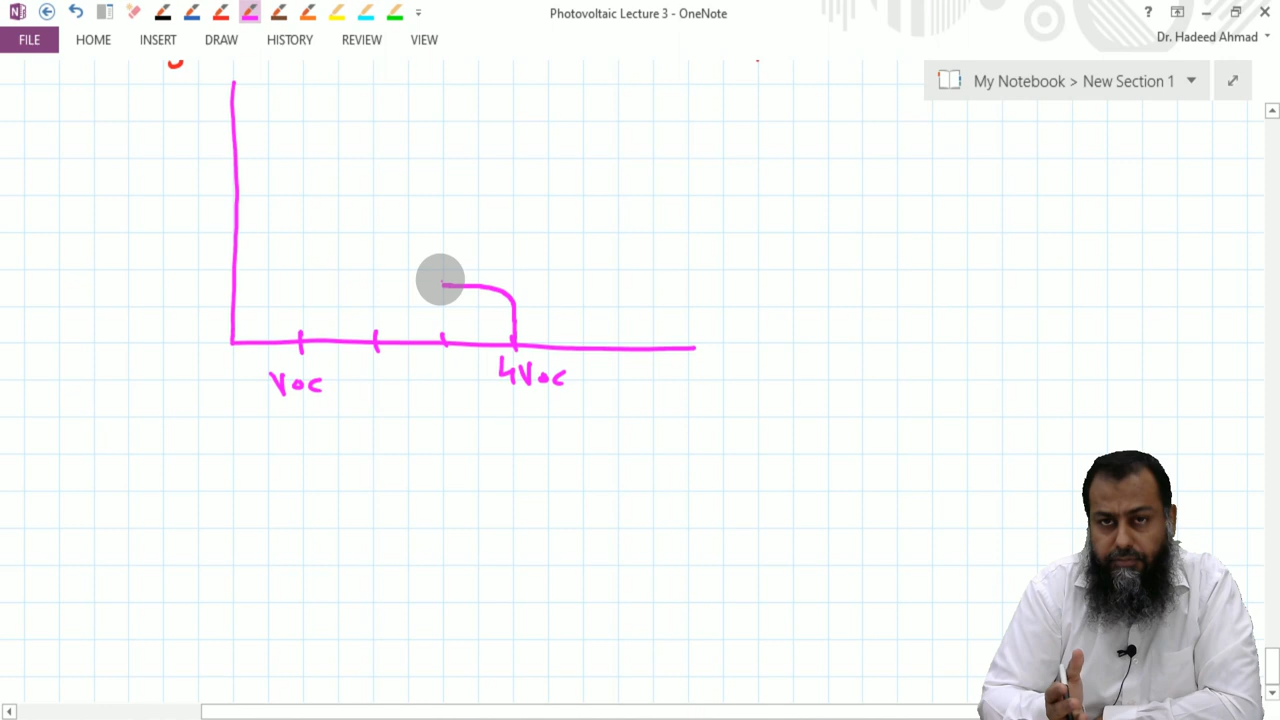 Photovoltaic Lecture 3 - OneNote
?
Dr. Hadeed Ahmad
FILE HOME INSERT DRAW HISTORY REVIEW VIEW
My Notebook > New Section 1
Voc
4Voc